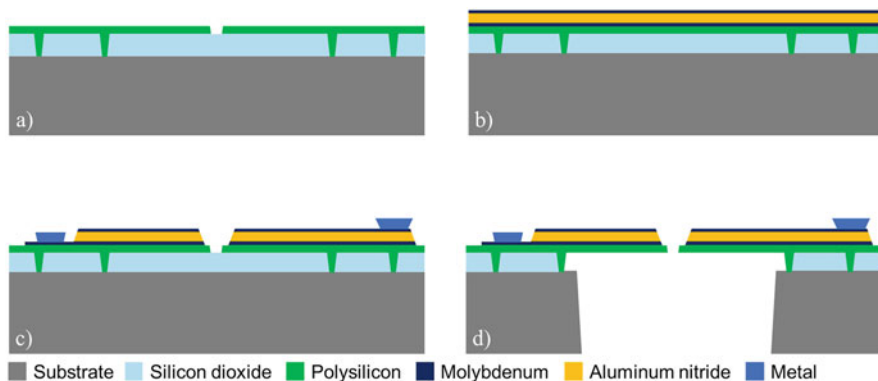 a)
b)
c)
d)
Substrate Silicon dioxide Polysilicon Molybdenum Aluminum nitride Metal